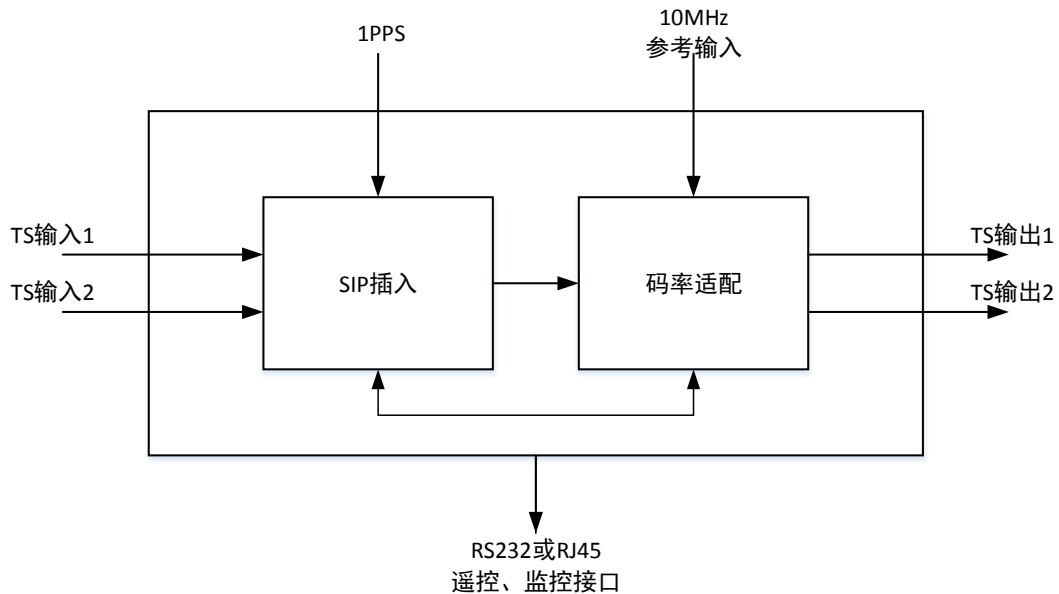 1PPS
10MHz
参考输入
TS输入1
TS输入2
SIP插入
码率适配
TS输出1
TS输出2
RS232或RJ45
遥控、监控接口